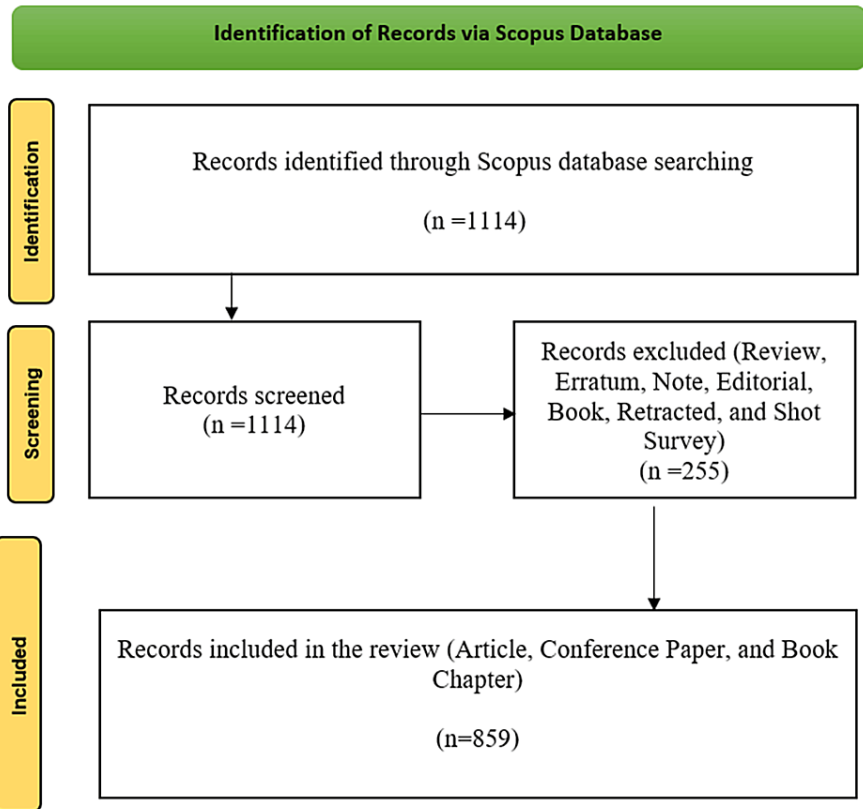 Identification of Records via Scopus Database
Identification
Records identified through Scopus database searching
(n =1114)
Screening
Records screened
(n =1114)
Records excluded (Review,
Erratum, Note, Editorial,
Book, Retracted, and Shot
Survey)
(n =255)
Included
Records included in the review (Article, Conference Paper, and Book
Chapter)
(n=859)